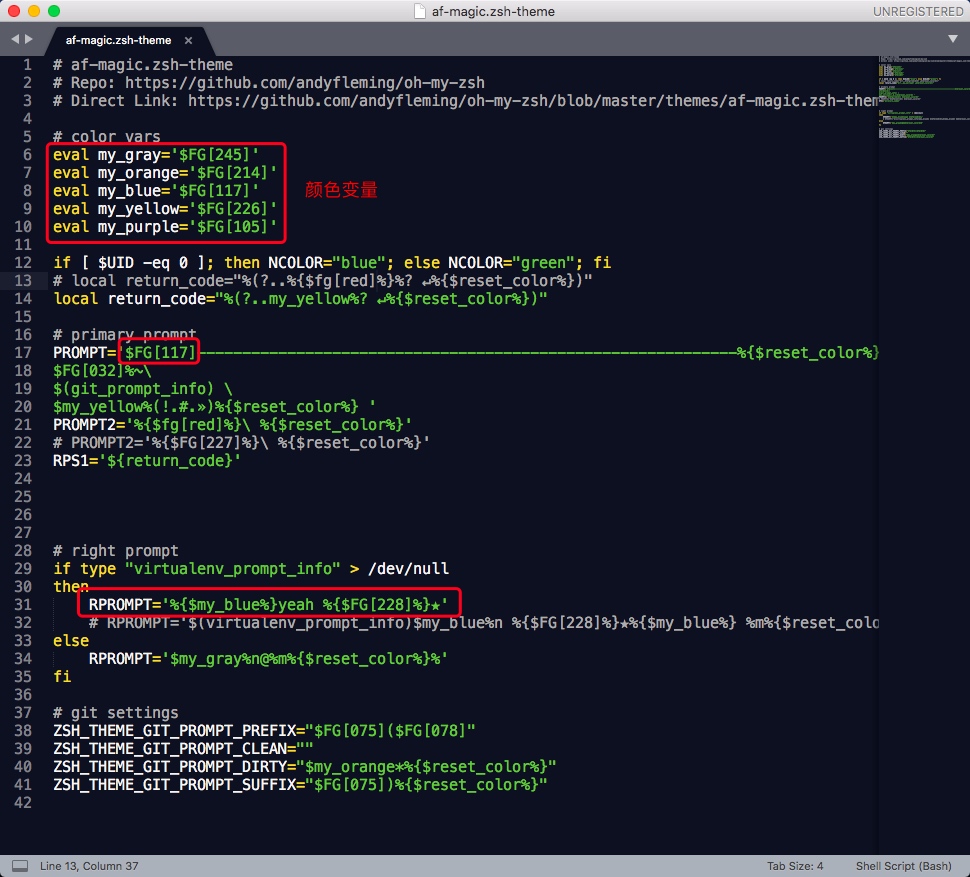 af-magic.zsh-theme
UNREGISTERED
af-magic.zsh-theme ×
1 # af-magic.zsh-theme
2 # Repo: https://github.com/andyfleming/oh-my-zsh
3 # Direct Link: https://github.com/andyfleming/oh-my-zsh/blob/master/themes/af-magic.zsh-them
4
5 # color vars
6 eval my_gray='$FG[245]'
7 eval my_orange='$FG[214]'
8 eval my_blue='$FG[117]' 颜色变量
9 eval my_yellow='$FG[226]'
10 eval my_purple='$FG[105]'
11
12 if [ $UID -eq 0 ]; then NCOLOR="blue"; else NCOLOR="green"; fi
13 # local return_code="%(?..%{$fg[red]%}%? ↵%{$reset_color%})"
14 local return_code="%(?..my_yellow%? ↵%{$reset_color%})"
15
16 # primary prompt
17 PROMPT='$FG[117]------------------------------------------------------------%{$reset_color%}
18 $FG[032]%~\
19 $(git_prompt_info) \
20 $my_yellow%(!.#.»)%{$reset_color%} '
21 PROMPT2='%{$fg[red]%}\ %{$reset_color%}'
22 # PROMPT2='%{$FG[227]%}\ %{$reset_color%}'
23 RPS1='${return_code}'
24
25
26
27
28 # right prompt
29 if type "virtualenv_prompt_info" > /dev/null
30 then
31 RPROMPT='%{$my_blue%}yeah %{$FG[228]%}★'
32 # RPROMPT='$(virtualenv_prompt_info)$my_blue%n %{$FG[228]%}★%{$my_blue%} %m%{$reset_colo
33 else
34 RPROMPT='$my_gray%n@%m%{$reset_color%}%'
35 fi
36
37 # git settings
38 ZSH_THEME_GIT_PROMPT_PREFIX="$FG[075]($FG[078]"
39 ZSH_THEME_GIT_PROMPT_CLEAN=""
40 ZSH_THEME_GIT_PROMPT_DIRTY="$my_orange*%{$reset_color%}"
41 ZSH_THEME_GIT_PROMPT_SUFFIX="$FG[075])%{$reset_color%}"
42
Line 13, Column 37
Tab Size: 4
Shell Script (Bash)